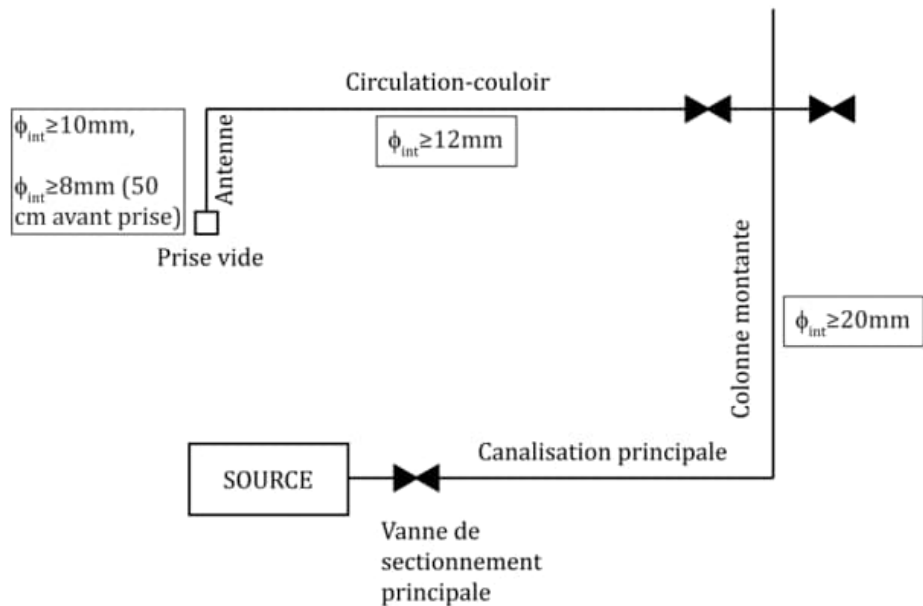 Circulation-couloir
ϕint≥10mm,
ϕint≥8mm (50
cm avant prise)
Antenne
ϕint≥12mm
Prise vide
Colonne montante
ϕint≥20mm
SOURCE
Canalisation principale
Vanne de
sectionnement
principale